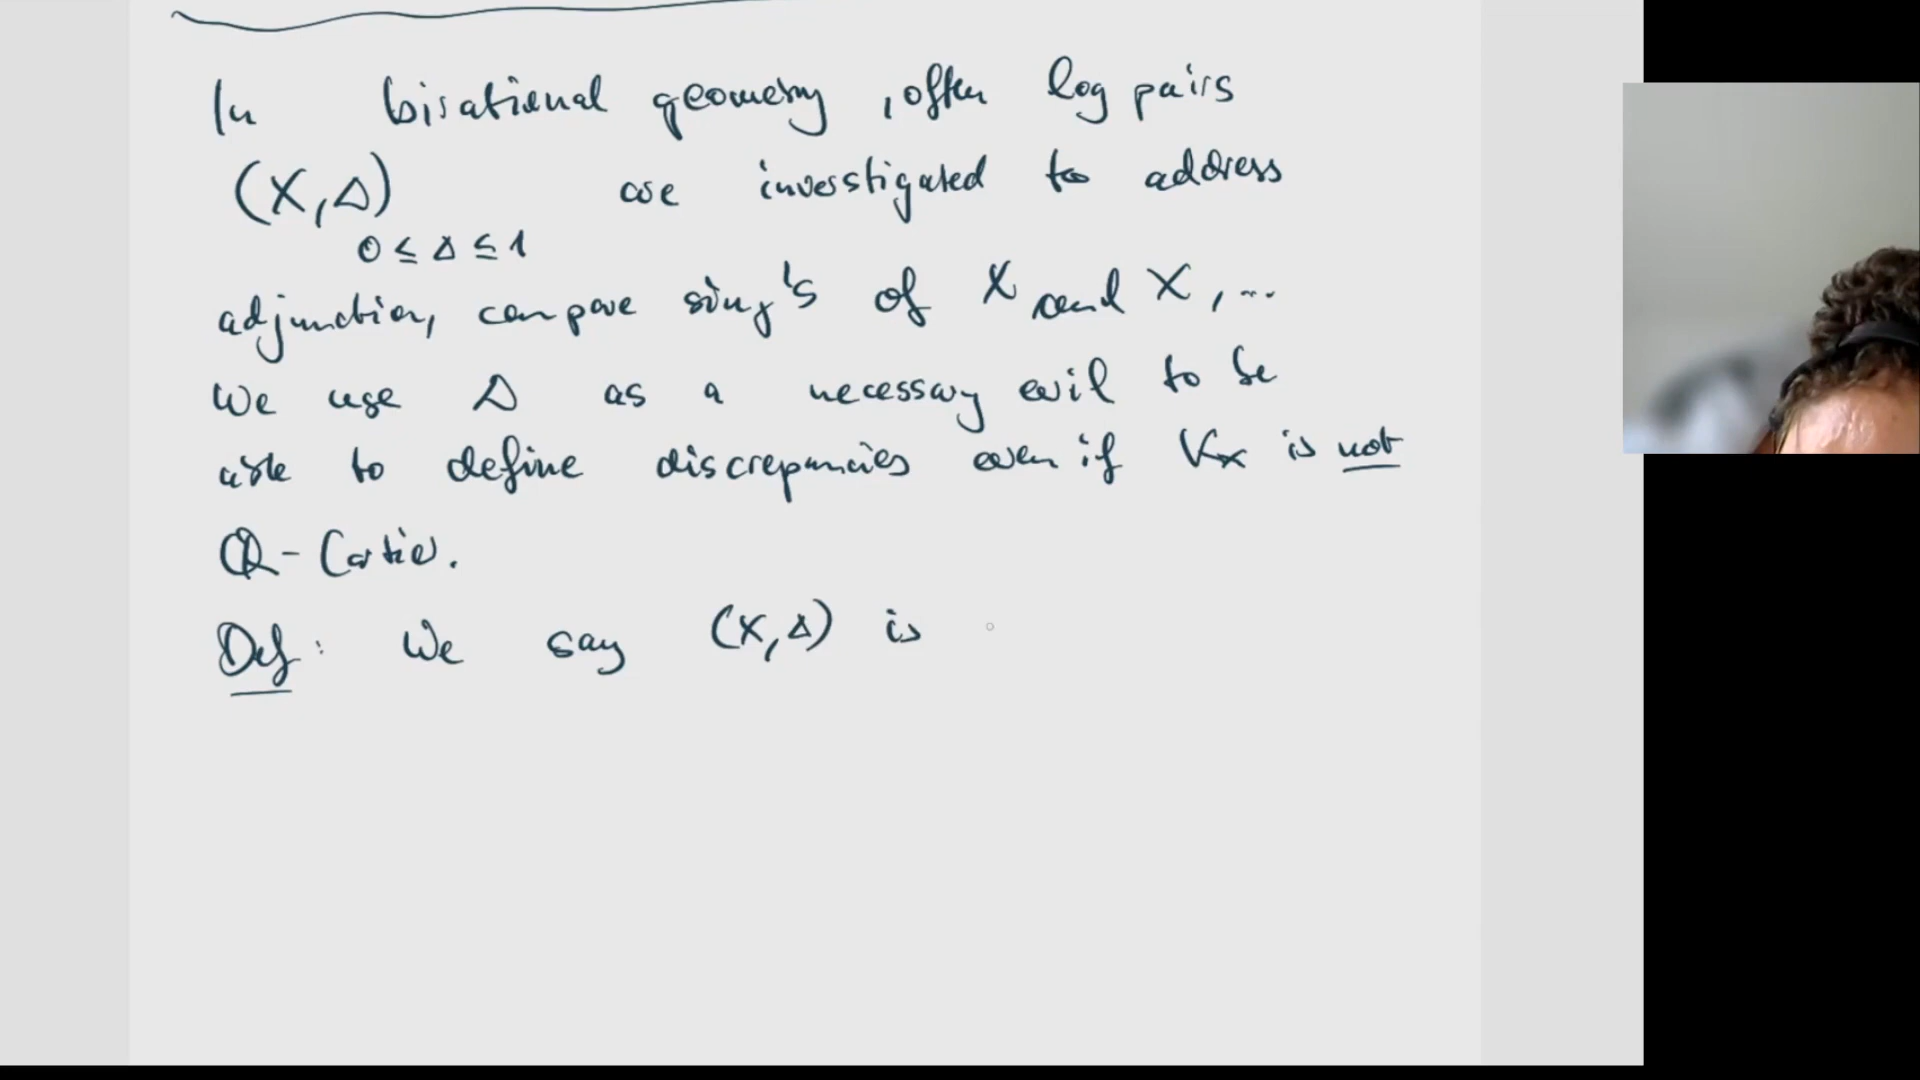 In birational geometry, often log pairs
(X, Δ) are investigated to address
0 ≤ Δ ≤ 1
adjunction, compare sing's of X and X, ...
We use Δ as a necessary evil to be
able to define discrepancies even if K_X is not
ℚ-Cartier.
Def: We say (X, Δ) is